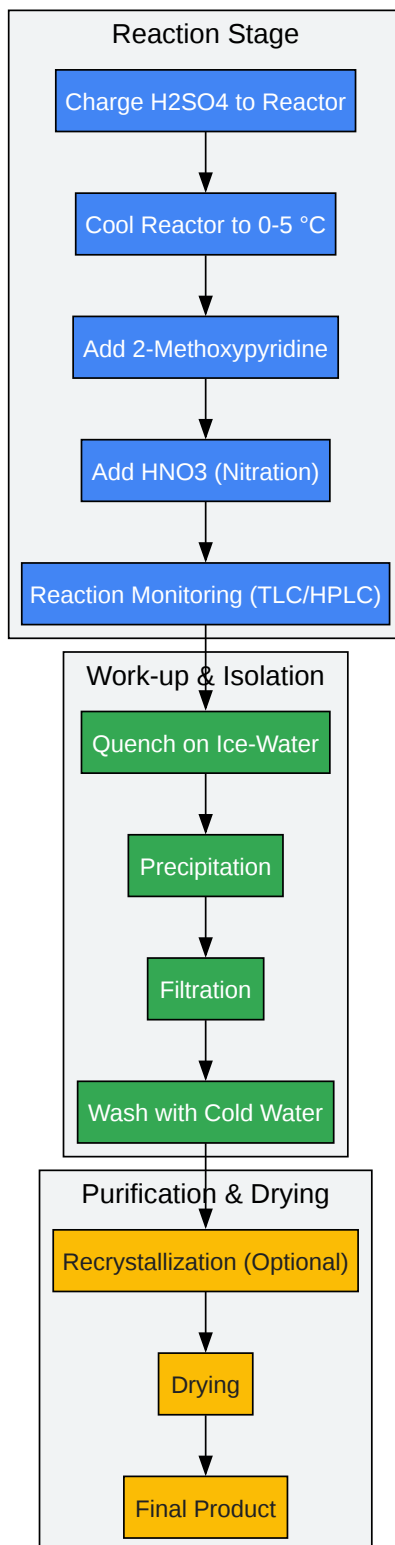 Reaction Stage
Charge H2SO4 to Reactor
Cool Reactor to 0-5 °C
Add 2-Methoxypyridine
Add HNO3 (Nitration)
Reaction Monitoring (TLC/HPLC)
Work-up & Isolation
Quench on Ice-Water
Precipitation
Filtration
Wash with Cold Water
Purification & Drying
Recrystallization (Optional)
Drying
Final Product